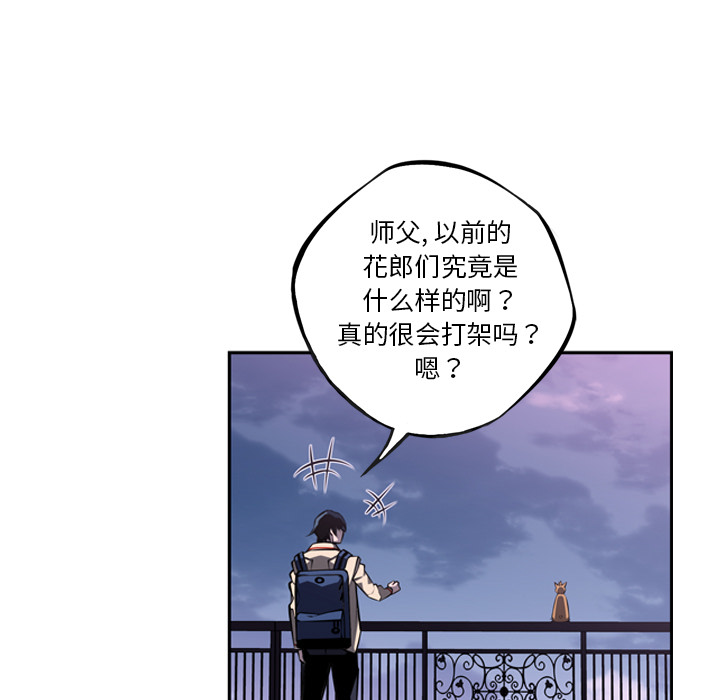 师父, 以前的
花郎们究竟是
什么样的啊？
真的很会打架吗？
嗯？